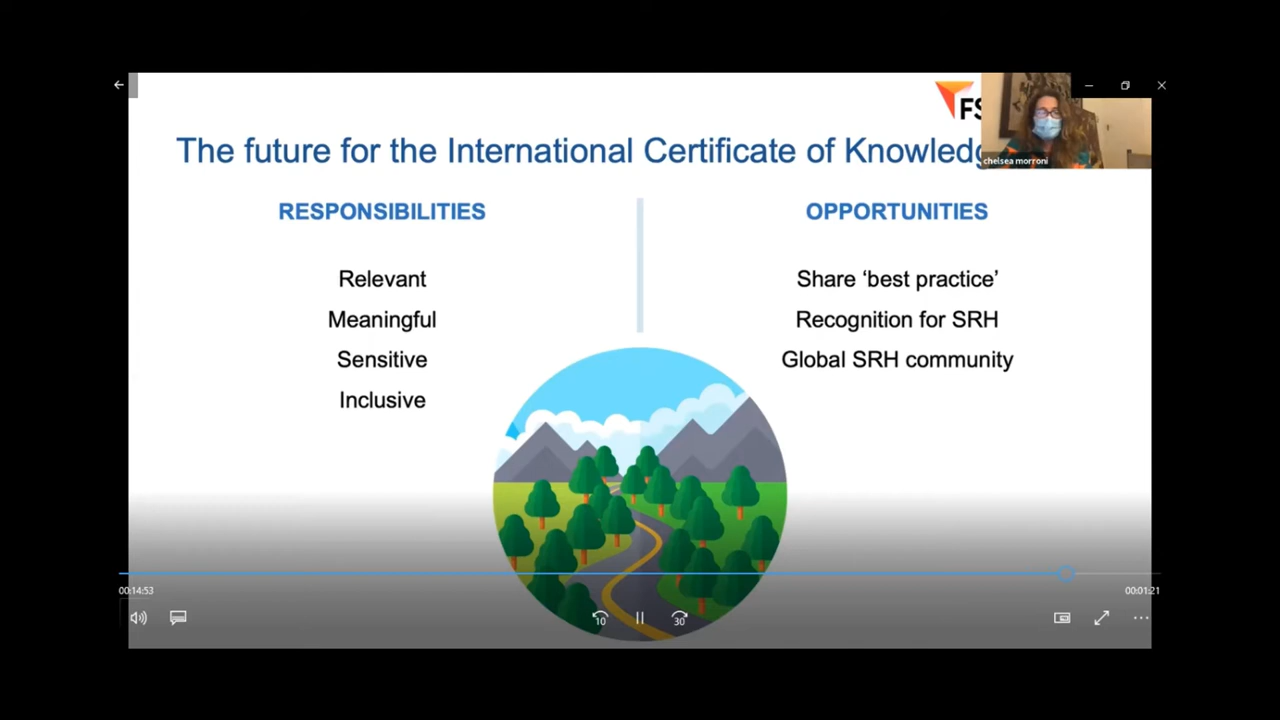 FS
The future for the International Certificate of Knowledg
chelsea morroni
RESPONSIBILITIES
Relevant
Meaningful
Sensitive
Inclusive
OPPORTUNITIES
Share ‘best practice’
Recognition for SRH
Global SRH community
00:14:53
00:01:21
10
30